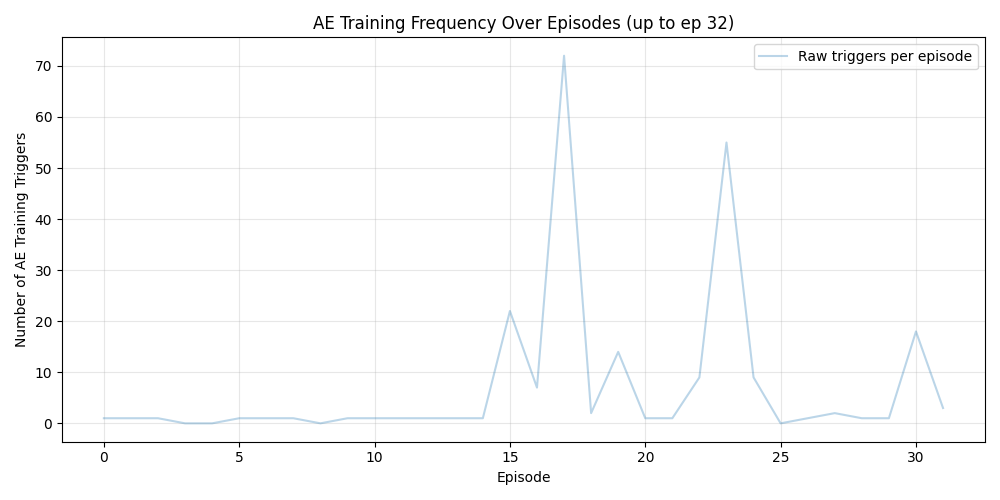 AE Training Frequency Over Episodes (up to ep 32)
Raw triggers per episode
Number of AE Training Triggers
70
60
50
40
30
20
10
0
0 5 10 15 20 25 30
Episode